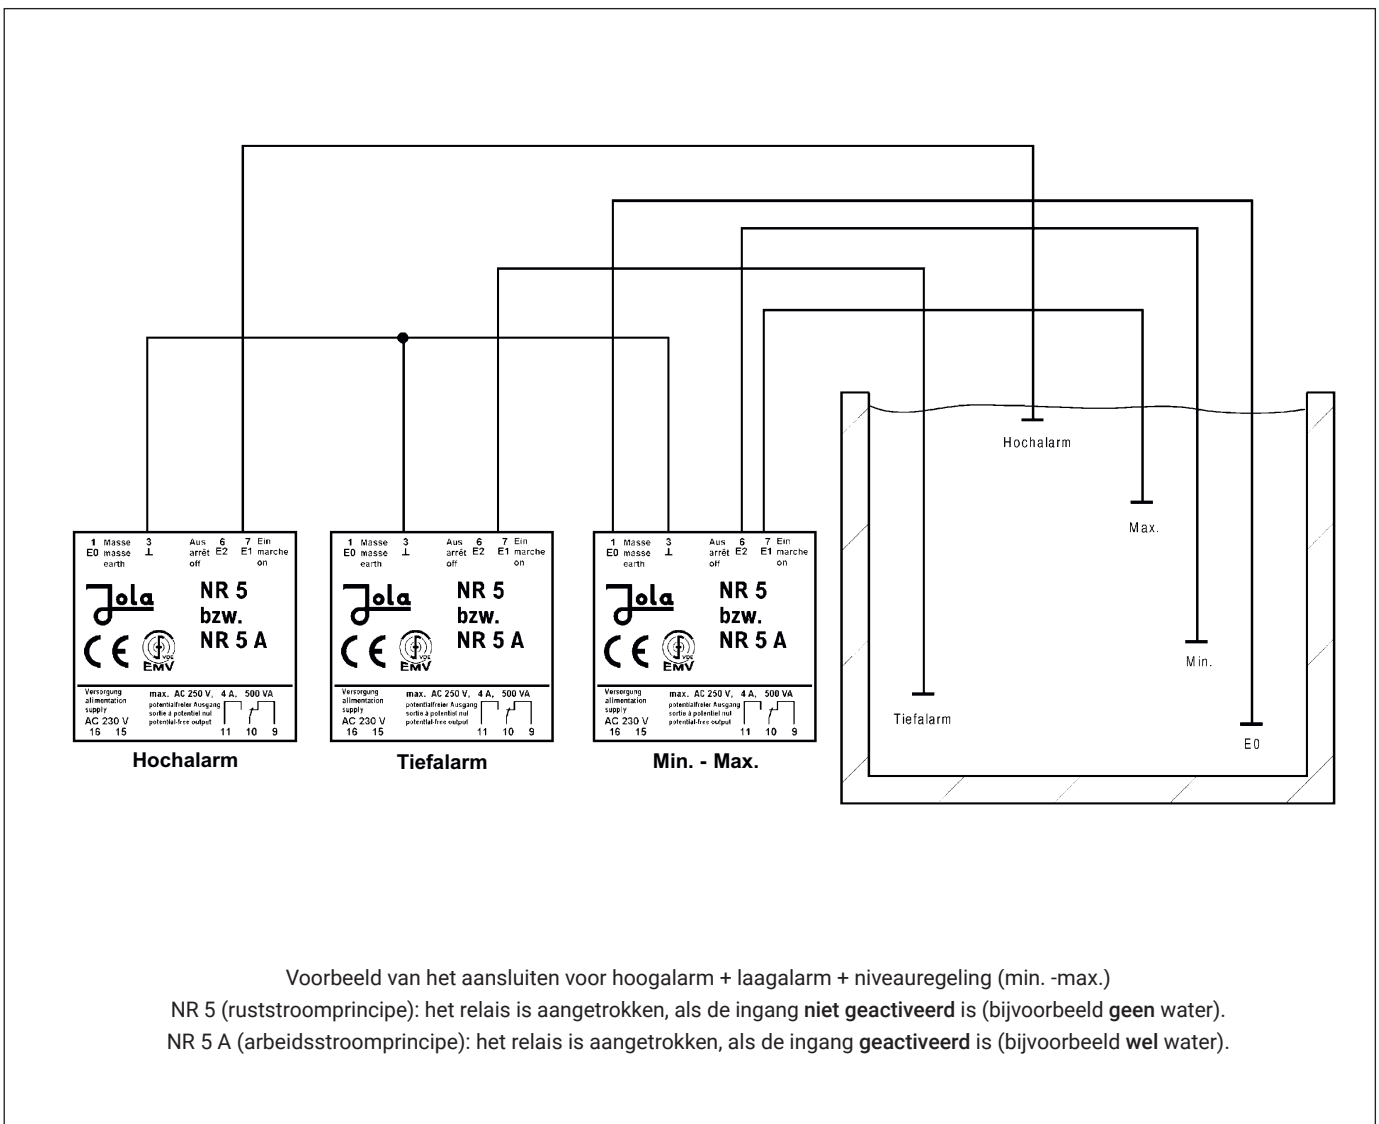 Hochalarm
Max.
Min.
Tiefalarm
E0
1 Masse 3 Aus 6 7 Ein
E0 masse ⊥ arrêt E2 E1 marche
earth off on
Jola
NR 5
bzw.
NR 5 A
CE
VDE
EMV
Versorgung
alimentation
supply
AC 230 V
16 15
max. AC 250 V, 4 A, 500 VA
potentialfreier Ausgang
sortie à potentiel nul
potential-free output
11 10 9
Hochalarm
1 Masse 3 Aus 6 7 Ein
E0 masse ⊥ arrêt E2 E1 marche
earth off on
Jola
NR 5
bzw.
NR 5 A
CE
VDE
EMV
Versorgung
alimentation
supply
AC 230 V
16 15
max. AC 250 V, 4 A, 500 VA
potentialfreier Ausgang
sortie à potentiel nul
potential-free output
11 10 9
Tiefalarm
1 Masse 3 Aus 6 7 Ein
E0 masse ⊥ arrêt E2 E1 marche
earth off on
Jola
NR 5
bzw.
NR 5 A
CE
VDE
EMV
Versorgung
alimentation
supply
AC 230 V
16 15
max. AC 250 V, 4 A, 500 VA
potentialfreier Ausgang
sortie à potentiel nul
potential-free output
11 10 9
Min. - Max.
Voorbeeld van het aansluiten voor hoogalarm + laagalarm + niveauregeling (min. -max.)
NR 5 (ruststroomprincipe): het relais is aangetrokken, als de ingang niet geactiveerd is (bijvoorbeeld geen water).
NR 5 A (arbeidsstroomprincipe): het relais is aangetrokken, als de ingang geactiveerd is (bijvoorbeeld wel water).